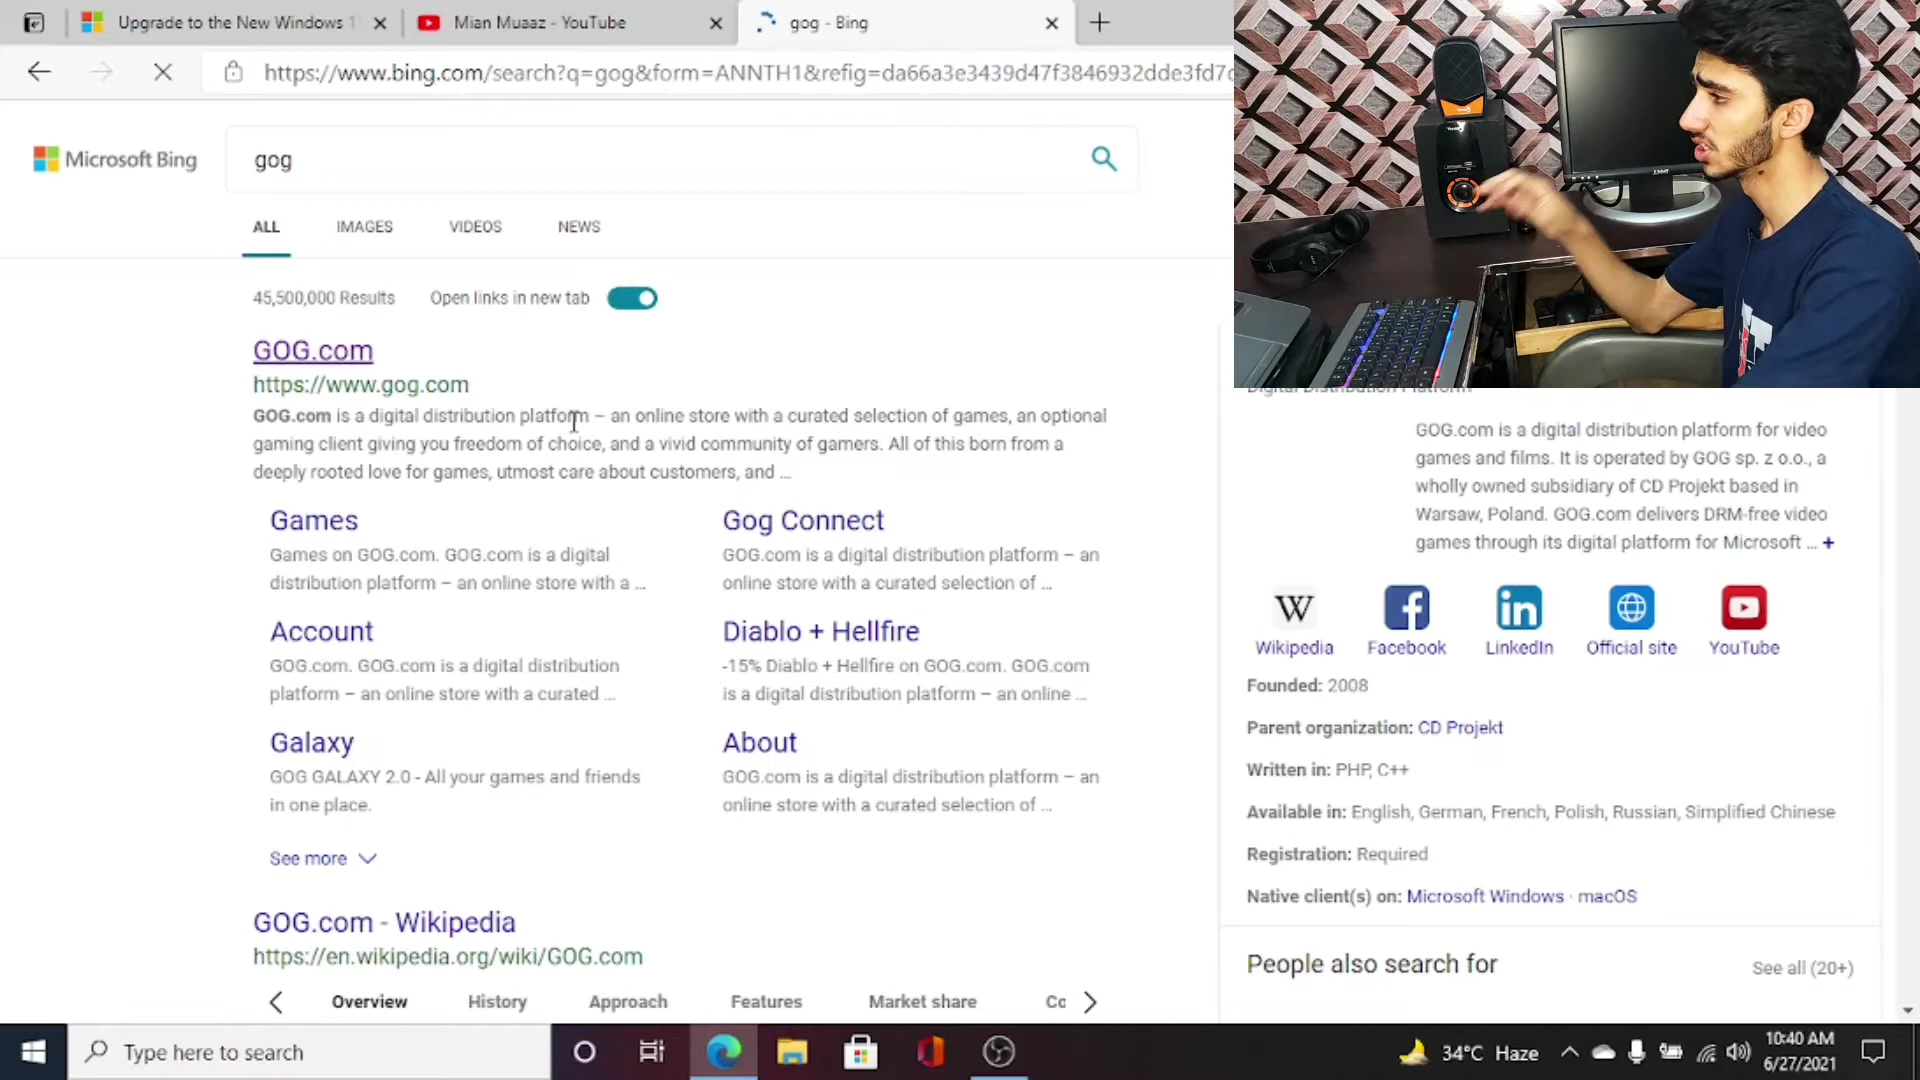 Upgrade to the New Windows 1
Mian Muaaz - YouTube
gog - Bing
https://www.bing.com/search?q=gog&form=ANNTH1&refig=da66a3e3439d47f3846932dde3fd7c
Microsoft Bing
gog
ALL IMAGES VIDEOS NEWS
45,500,000 Results Open links in new tab
GOG.com
https://www.gog.com
GOG.com is a digital distribution platform – an online store with a curated selection of games, an optional
gaming client giving you freedom of choice, and a vivid community of gamers. All of this born from a
deeply rooted love for games, utmost care about customers, and ...
Games
Games on GOG.com. GOG.com is a digital
distribution platform – an online store with a ...
Gog Connect
GOG.com is a digital distribution platform – an
online store with a curated selection of ...
Account
GOG.com. GOG.com is a digital distribution
platform – an online store with a curated ...
Diablo + Hellfire
-15% Diablo + Hellfire on GOG.com. GOG.com
is a digital distribution platform – an online ...
Galaxy
GOG GALAXY 2.0 - All your games and friends
in one place.
About
GOG.com is a digital distribution platform – an
online store with a curated selection of ...
See more
GOG.com - Wikipedia
https://en.wikipedia.org/wiki/GOG.com
Overview History Approach Features Market share Cc
DELL
Digital Distribution Platform
GOG.com is a digital distribution platform for video
games and films. It is operated by GOG sp. z o.o., a
wholly owned subsidiary of CD Projekt based in
Warsaw, Poland. GOG.com delivers DRM-free video
games through its digital platform for Microsoft ... +
W
Wikipedia Facebook LinkedIn Official site YouTube
Founded: 2008
Parent organization: CD Projekt
Written in: PHP, C++
Available in: English, German, French, Polish, Russian, Simplified Chinese
Registration: Required
Native client(s) on: Microsoft Windows · macOS
People also search for
See all (20+)
Type here to search
34°C Haze
10:40 AM
6/27/2021